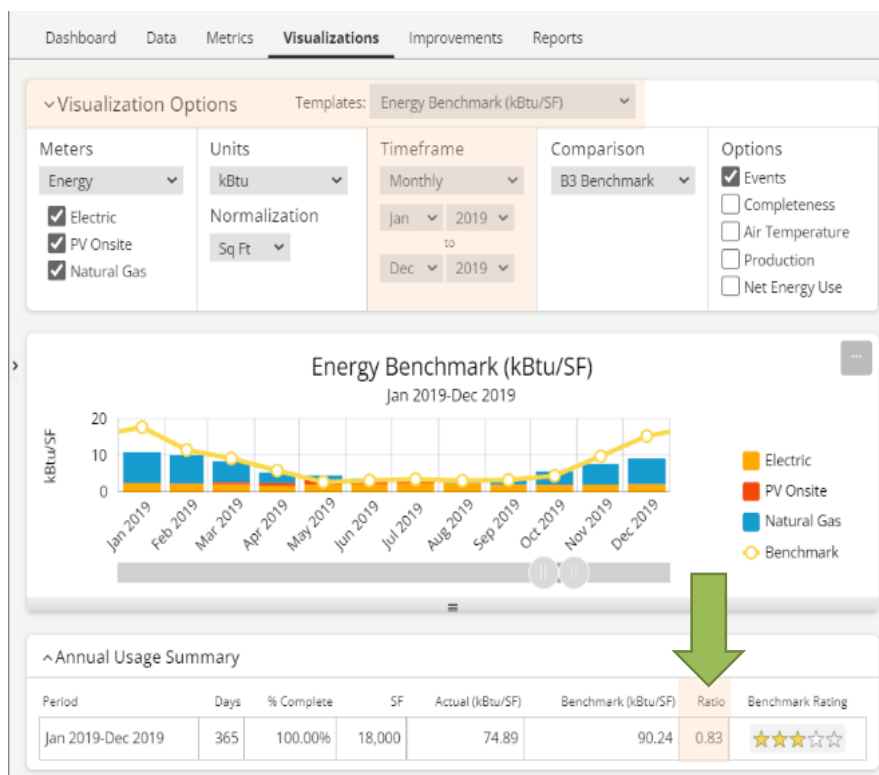 Dashboard Data Metrics Visualizations Improvements Reports
Visualization Options Templates: Energy Benchmark (kBtu/SF)
Meters Units Timeframe Comparison Options
Energy kBtu Monthly B3 Benchmark Events
Electric Normalization Jan 2019 Completeness
PV Onsite Sq Ft to Air Temperature
Natural Gas Dec 2019 Production
Net Energy Use
Energy Benchmark (kBtu/SF)
Jan 2019-Dec 2019
kBtu/SF
20
10
0
Jan 2019 Feb 2019 Mar 2019 Apr 2019 May 2019 Jun 2019 Jul 2019 Aug 2019 Sep 2019 Oct 2019 Nov 2019 Dec 2019
Electric
PV Onsite
Natural Gas
Benchmark
Annual Usage Summary
Period Days % Complete SF Actual (kBtu/SF) Benchmark (kBtu/SF) Ratio Benchmark Rating
Jan 2019-Dec 2019 365 100.00% 18,000 74.89 90.24 0.83